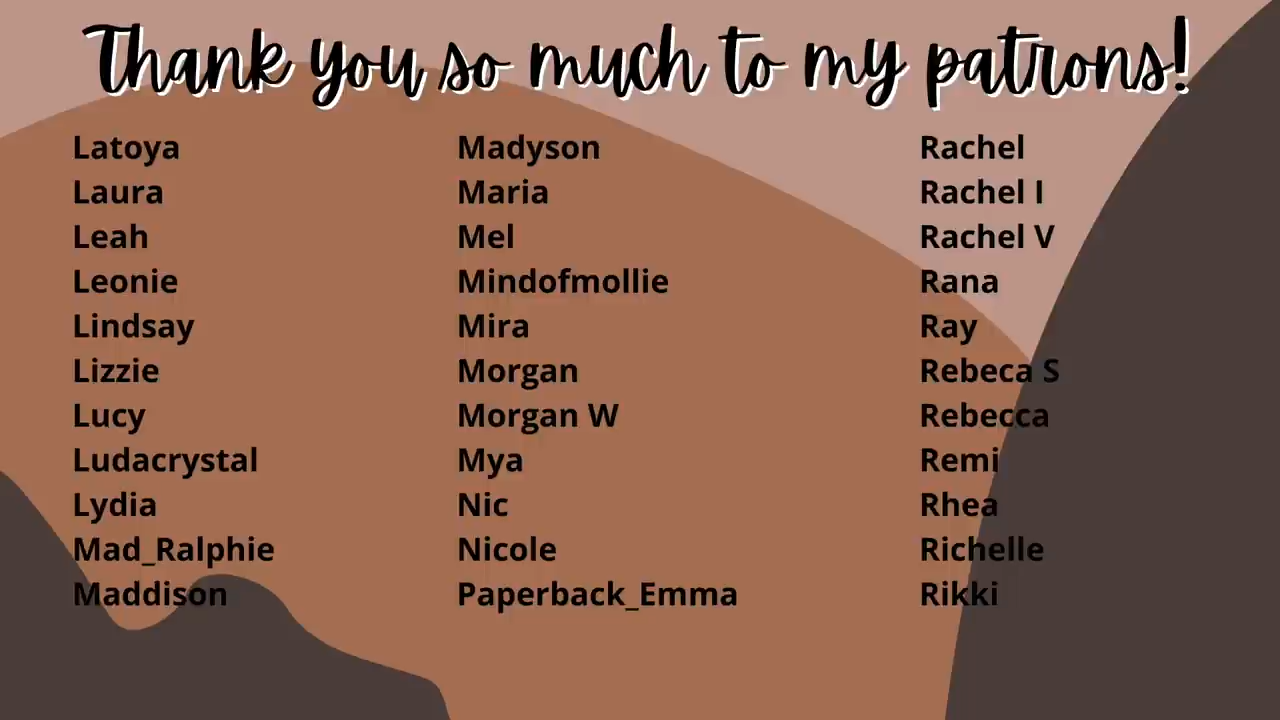 Thank you so much to my patrons!
Latoya
Laura
Leah
Leonie
Lindsay
Lizzie
Lucy
Ludacrystal
Lydia
Mad_Ralphie
Maddison
Madyson
Maria
Mel
Mindofmollie
Mira
Morgan
Morgan W
Mya
Nic
Nicole
Paperback_Emma
Rachel
Rachel I
Rachel V
Rana
Ray
Rebeca S
Rebecca
Remi
Rhea
Richelle
Rikki